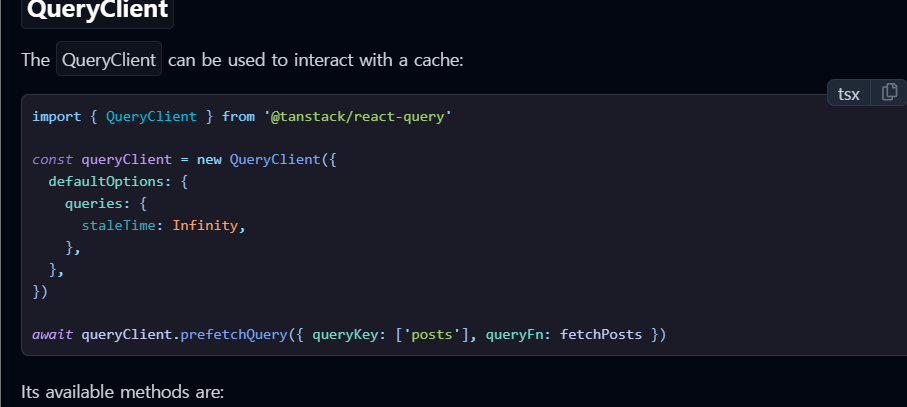 QueryClient
The QueryClient can be used to interact with a cache:
tsx
import { QueryClient } from '@tanstack/react-query'
const queryClient = new QueryClient({
  defaultOptions: {
    queries: {
      staleTime: Infinity,
    },
  },
})
await queryClient.prefetchQuery({ queryKey: ['posts'], queryFn: fetchPosts })
Its available methods are: